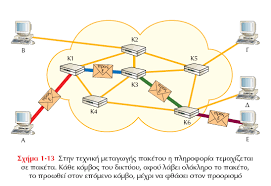 Β
Γ
Κ2
Κ1
Κ5
Κ3
Δ
Κ4
Κ6
Α
Ε
Σχήμα 1-13 Στην τεχνική μεταγωγής πακέτου η πληροφορία τεμαχίζεται
σε πακέτα. Κάθε κόμβος του δικτύου, αφού λάβει ολόκληρο το πακέτο,
το προωθεί στον επόμενο κόμβο, μέχρι να φθάσει στον προορισμό